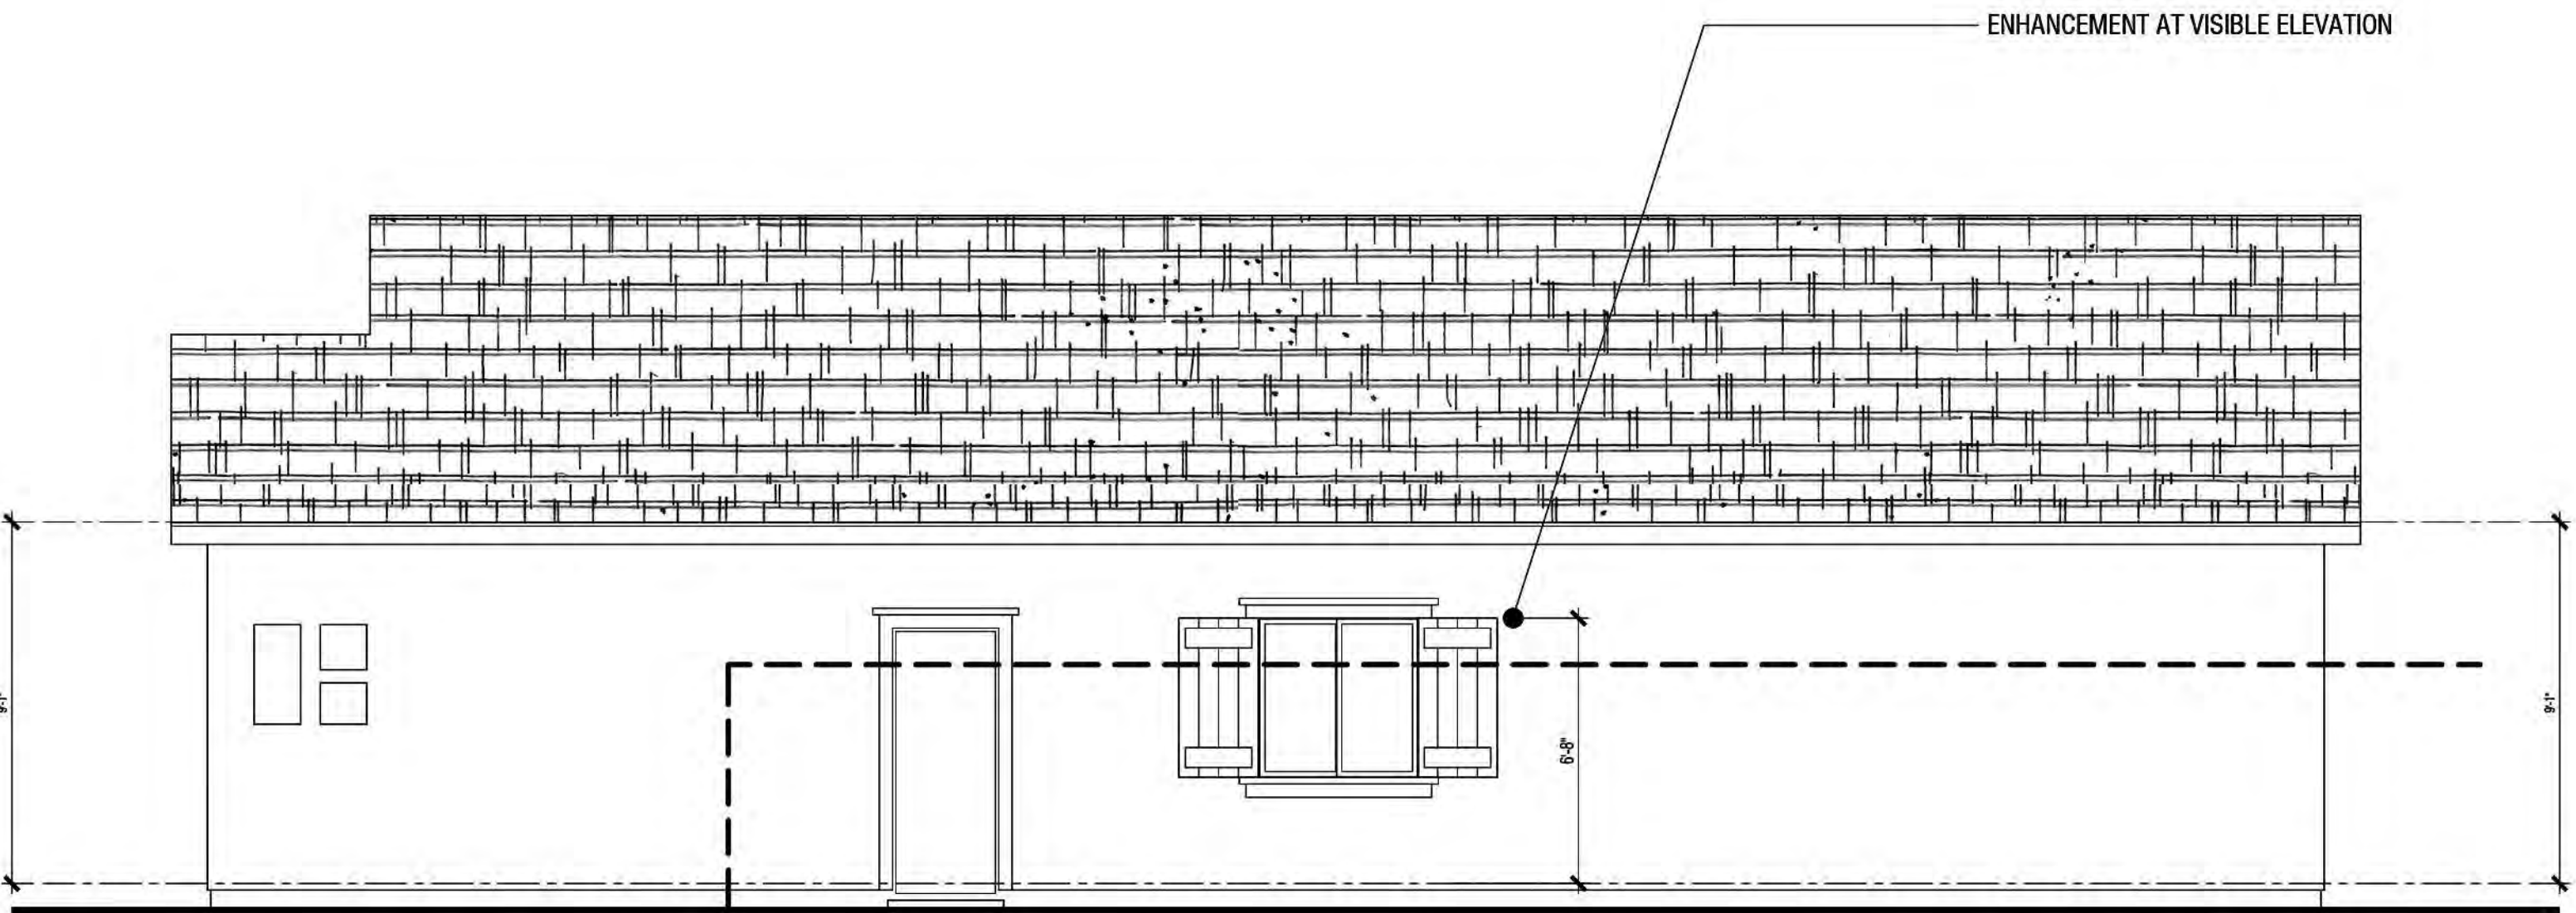 ENHANCEMENT AT VISIBLE ELEVATION
9'-1"
6'-8"
9'-1"